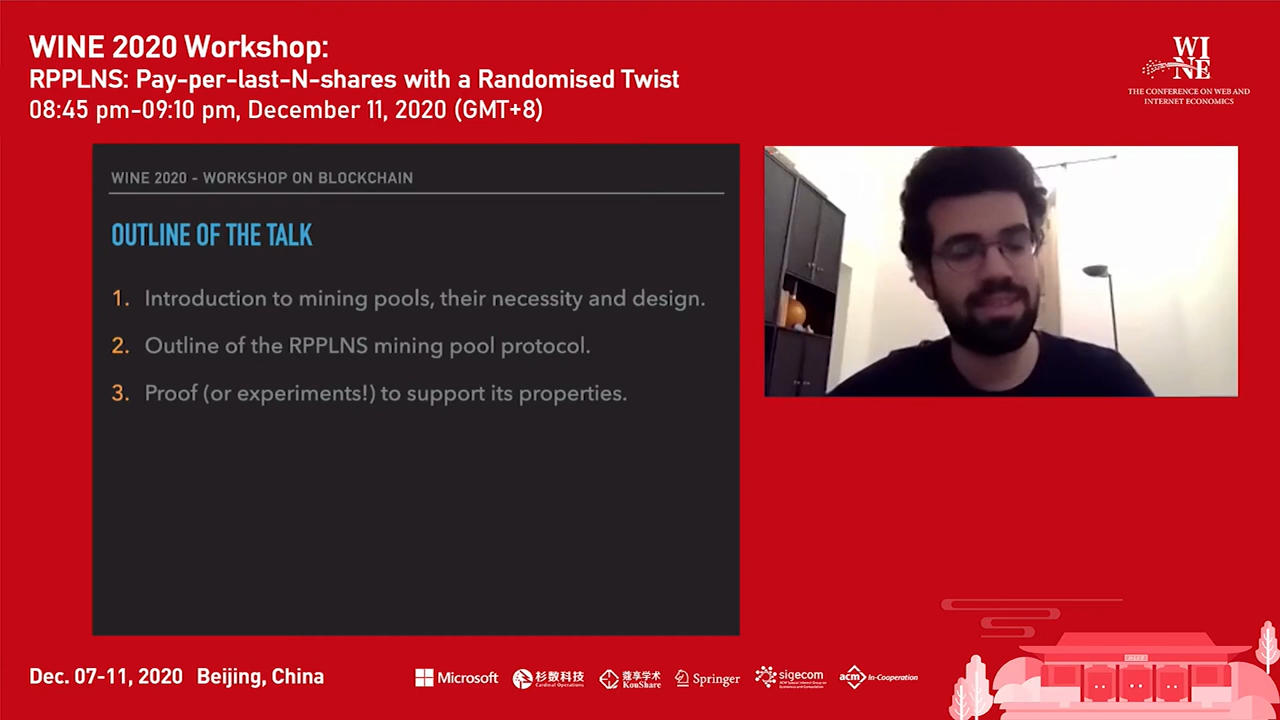 WINE 2020 Workshop:
RPPLNS: Pay-per-last-N-shares with a Randomised Twist
08:45 pm-09:10 pm, December 11, 2020 (GMT+8)
WI
NE
THE CONFERENCE ON WEB AND
INTERNET ECONOMICS
WINE 2020 - WORKSHOP ON BLOCKCHAIN
OUTLINE OF THE TALK
1. Introduction to mining pools, their necessity and design.
2. Outline of the RPPLNS mining pool protocol.
3. Proof (or experiments!) to support its properties.
Dec. 07-11, 2020 Beijing, China
Microsoft
杉数科技
Cardinal Operations
蔻享学术
KouShare
Springer
sigecom
acm In-Cooperation